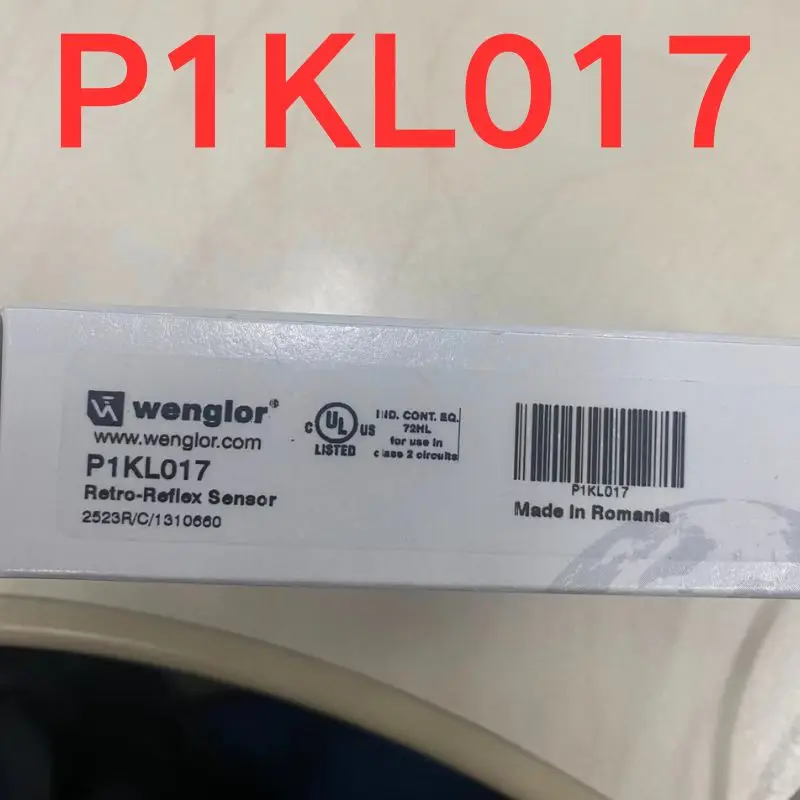 P1KL017
wenglor®
www.wenglor.com
P1KL017
Retro-Reflex Sensor
2523R/C/1310660
C UL US
LISTED
IND. CONT. EQ.
72HL
for use in
class 2 circuits
P1KL017
Made in Romania